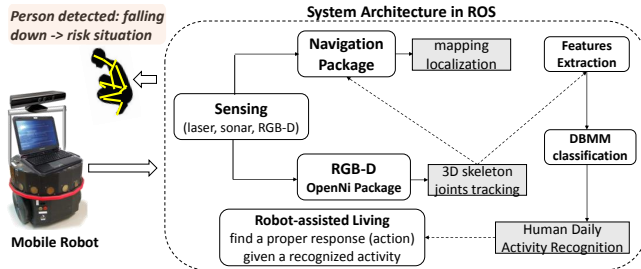 Person detected: falling
down -> risk situation
System Architecture in ROS
Navigation
Package
mapping
localization
Features
Extraction
Sensing
(laser, sonar, RGB-D)
DBMM
classification
RGB-D
OpenNi Package
3D skeleton
joints tracking
Mobile Robot
Robot-assisted Living
find a proper response (action)
given a recognized activity
Human Daily
Activity Recognition